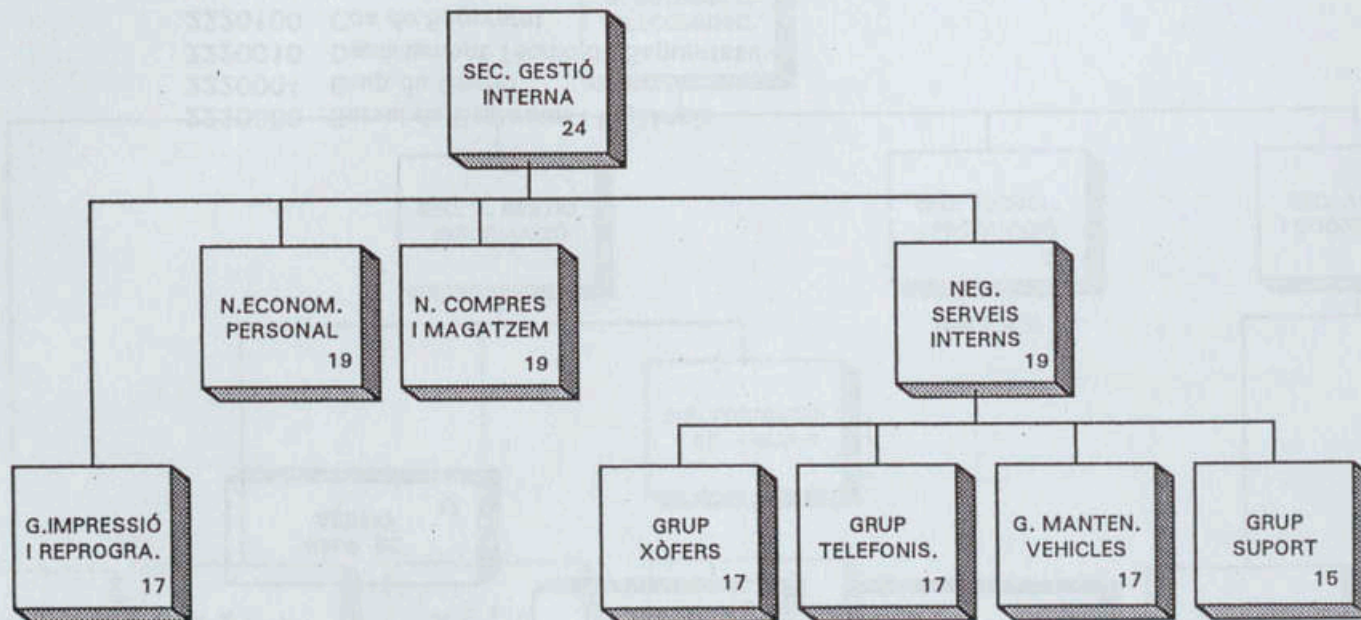 SEC. GESTIÓ
INTERNA
24
N.ECONOM.
PERSONAL
19
N. COMPRES
I MAGATZEM
19
NEG.
SERVEIS
INTERNS
19
G.IMPRESSIÓ
I REPROGRA.
17
GRUP
XÒFERS
17
GRUP
TELEFONIS.
17
G. MANTEN.
VEHICLES
17
GRUP
SUPORT
15